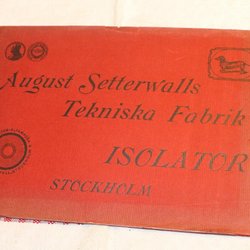 August Setterwalls
Tekniska Fabrik
ISOLATOR
STOCKHOLM